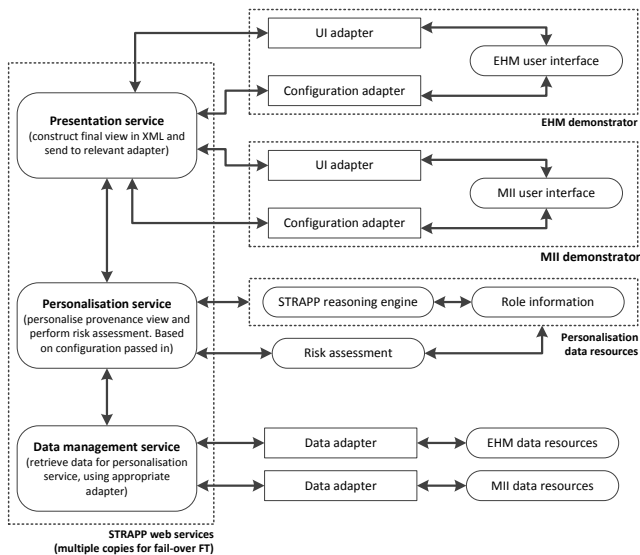 UI adapter
EHM user interface
Configuration adapter
EHM demonstrator
Presentation service
(construct final view in XML and
send to relevant adapter)
UI adapter
MII user interface
Configuration adapter
MII demonstrator
Personalisation service
(personalise provenance view and
perform risk assessment. Based
on configuration passed in)
STRAPP reasoning engine
Role information
Personalisation
data resources
Risk assessment
Data management service
(retrieve data for personalisation
service, using appropriate
adapter)
Data adapter
EHM data resources
Data adapter
MII data resources
STRAPP web services
(multiple copies for fail-over FT)